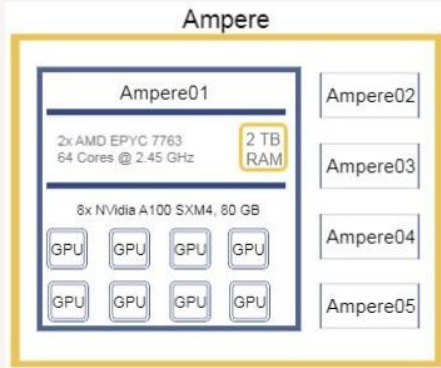 Ampere
Ampere01
2x AMD EPYC 7763
64 Cores @ 2.45 GHz
2 TB
RAM
8x NVidia A100 SXM4, 80 GB
GPU GPU GPU GPU
GPU GPU GPU GPU
Ampere02
Ampere03
Ampere04
Ampere05